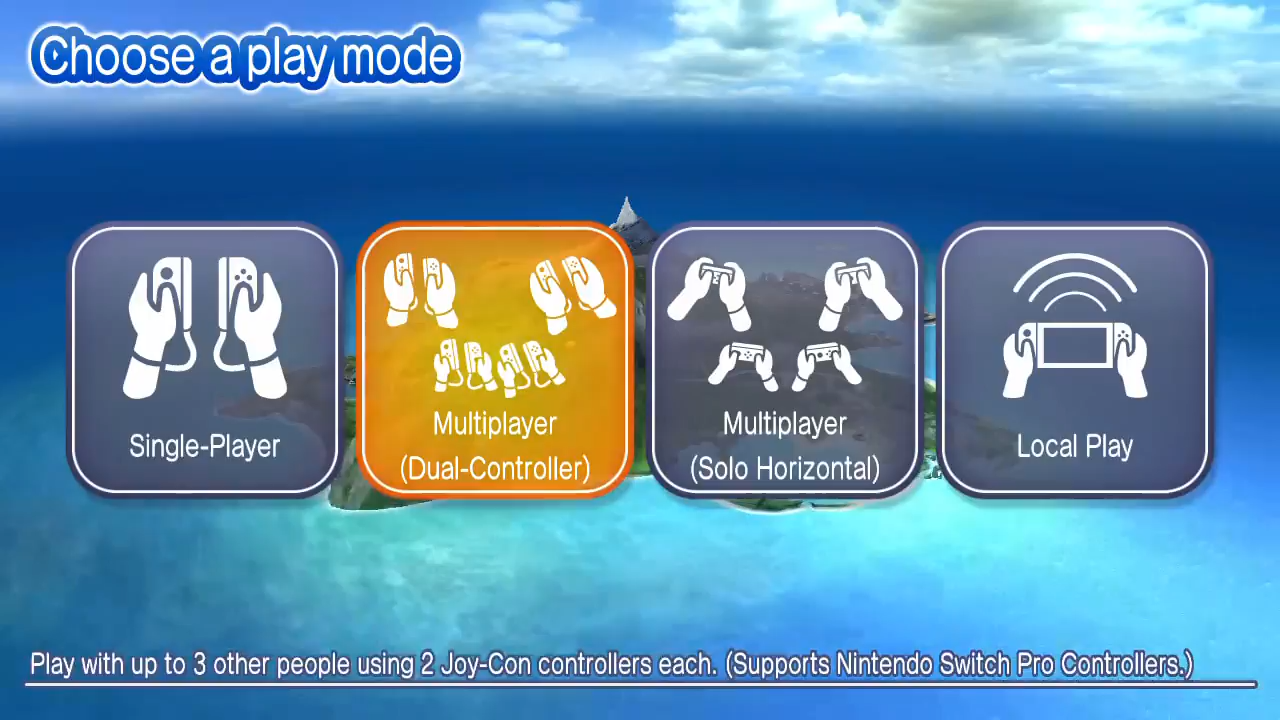 Choose a play mode
Single-Player
Multiplayer
(Dual-Controller)
Multiplayer
(Solo Horizontal)
Local Play
Play with up to 3 other people using 2 Joy-Con controllers each. (Supports Nintendo Switch Pro Controllers.)